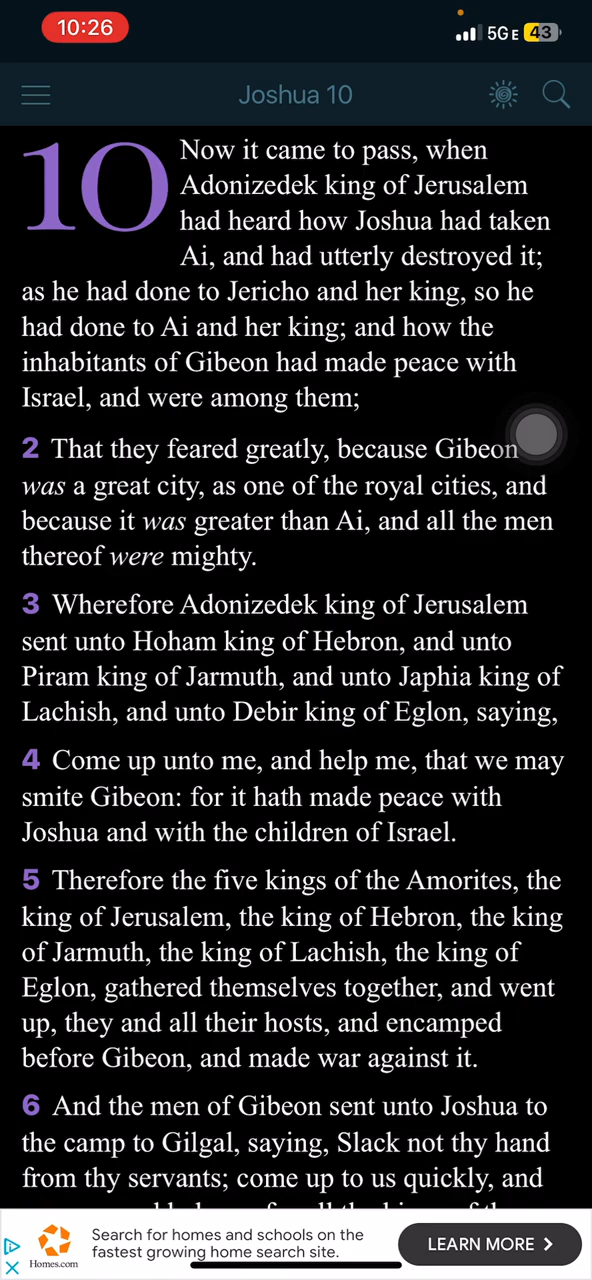 10:26
5GE 43
Joshua 10
10 Now it came to pass, when
Adonizedek king of Jerusalem
had heard how Joshua had taken
Ai, and had utterly destroyed it;
as he had done to Jericho and her king, so he
had done to Ai and her king; and how the
inhabitants of Gibeon had made peace with
Israel, and were among them;
2 That they feared greatly, because Gibeon
was a great city, as one of the royal cities, and
because it was greater than Ai, and all the men
thereof were mighty.
3 Wherefore Adonizedek king of Jerusalem
sent unto Hoham king of Hebron, and unto
Piram king of Jarmuth, and unto Japhia king of
Lachish, and unto Debir king of Eglon, saying,
4 Come up unto me, and help me, that we may
smite Gibeon: for it hath made peace with
Joshua and with the children of Israel.
5 Therefore the five kings of the Amorites, the
king of Jerusalem, the king of Hebron, the king
of Jarmuth, the king of Lachish, the king of
Eglon, gathered themselves together, and went
up, they and all their hosts, and encamped
before Gibeon, and made war against it.
6 And the men of Gibeon sent unto Joshua to
the camp to Gilgal, saying, Slack not thy hand
from thy servants; come up to us quickly, and
Search for homes and schools on the
fastest growing home search site.
Homes.com
LEARN MORE